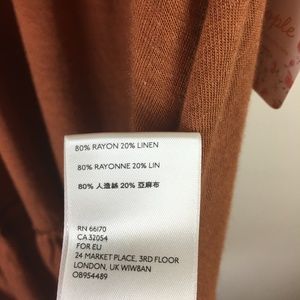 80% RAYON 20% LINEN
80% RAYONNE 20% LIN
80% 人造絲 20% 亞麻布
RN 66170
CA 32054
FOR EU
24 MARKET PLACE, 3RD FLOOR
LONDON, UK W1W8AN
OB954489